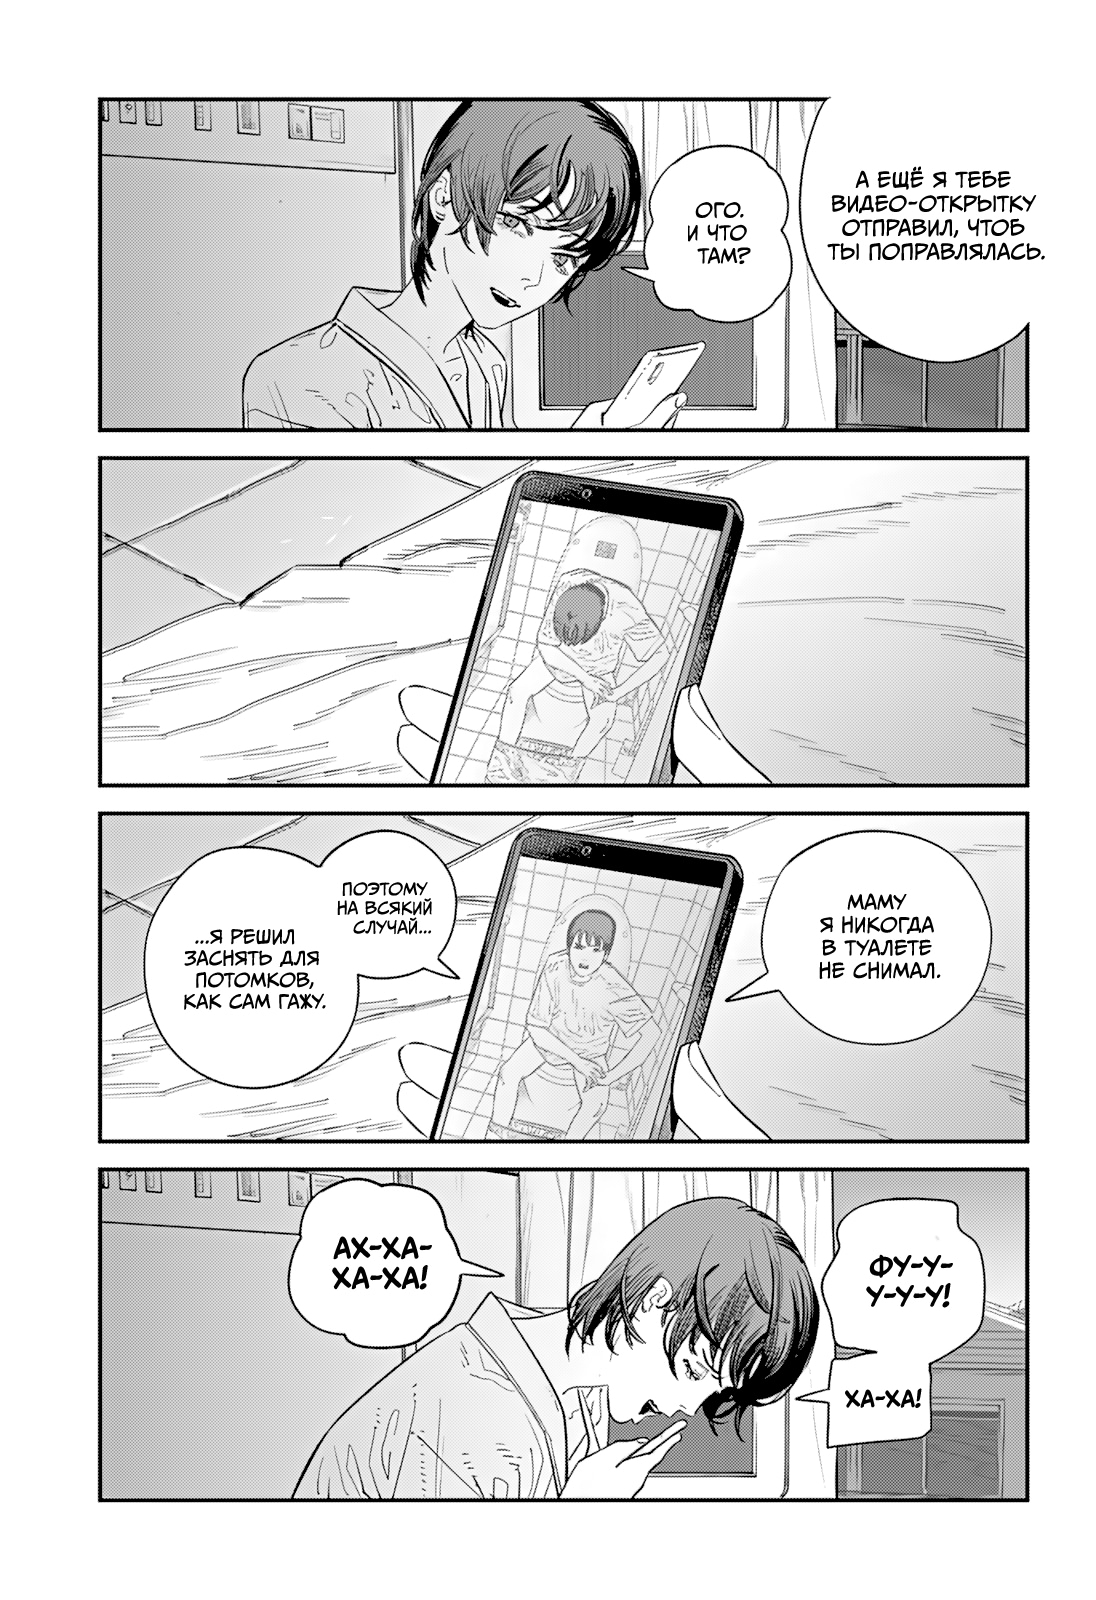 А ЕЩЁ Я ТЕБЕ
ВИДЕО-ОТКРЫТКУ
ОТПРАВИЛ, ЧТОБ
ТЫ ПОПРАВЛЯЛАСЬ.
ОГО.
И ЧТО
ТАМ?
МАМУ
Я НИКОГДА
В ТУАЛЕТЕ
НЕ СНИМАЛ.
ПОЭТОМУ
НА ВСЯКИЙ
СЛУЧАЙ...
...Я РЕШИЛ
ЗАСНЯТЬ ДЛЯ
ПОТОМКОВ,
КАК САМ ГАЖУ.
ФУ-У-
У-У-У!
ХА-ХА!
АХ-ХА-
ХА-ХА!